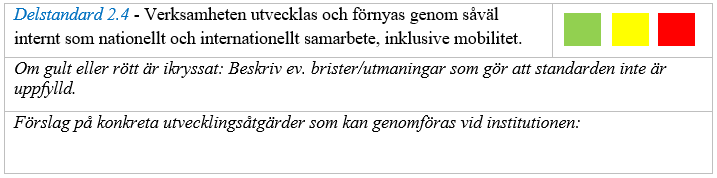 Delstandard 2.4 - Verksamheten utvecklas och förnyas genom såväl
internt som nationellt och internationellt samarbete, inklusive mobilitet.
Om gult eller rött är ikryssat: Beskriv ev. brister/utmaningar som gör att standarden inte är
uppfylld.
Förslag på konkreta utvecklingsåtgärder som kan genomföras vid institutionen: